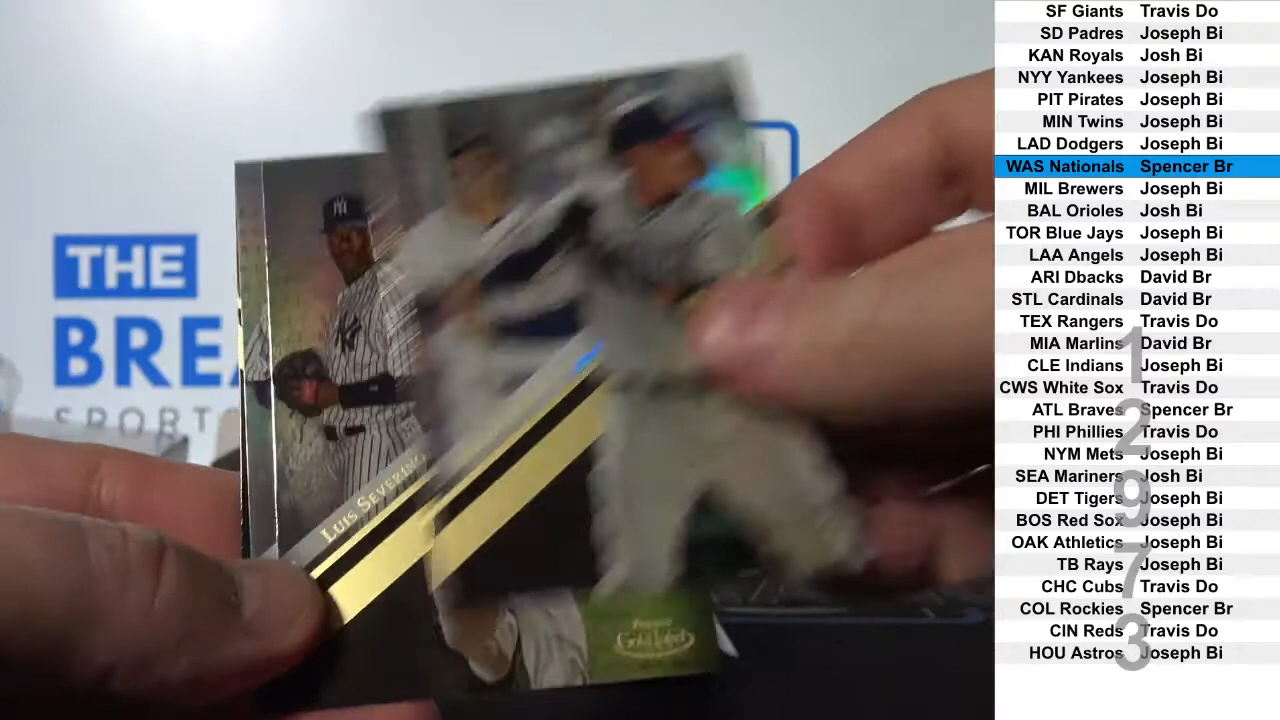 THE
BREA
SPORT
NY
LUIS SEVERINO
Topps
Gold Label
SF Giants Travis Do
SD Padres Joseph Bi
KAN Royals Josh Bi
NYY Yankees Joseph Bi
PIT Pirates Joseph Bi
MIN Twins Joseph Bi
LAD Dodgers Joseph Bi
WAS Nationals Spencer Br
MIL Brewers Joseph Bi
BAL Orioles Josh Bi
TOR Blue Jays Joseph Bi
LAA Angels Joseph Bi
ARI Dbacks David Br
STL Cardinals David Br
TEX Rangers Travis Do
MIA Marlins David Br
CLE Indians Joseph Bi
CWS White Sox Travis Do
ATL Braves Spencer Br
PHI Phillies Travis Do
NYM Mets Joseph Bi
SEA Mariners Josh Bi
DET Tigers Joseph Bi
BOS Red Sox Joseph Bi
OAK Athletics Joseph Bi
TB Rays Joseph Bi
CHC Cubs Travis Do
COL Rockies Spencer Br
CIN Reds Travis Do
HOU Astros Joseph Bi
1
2
9
7
3